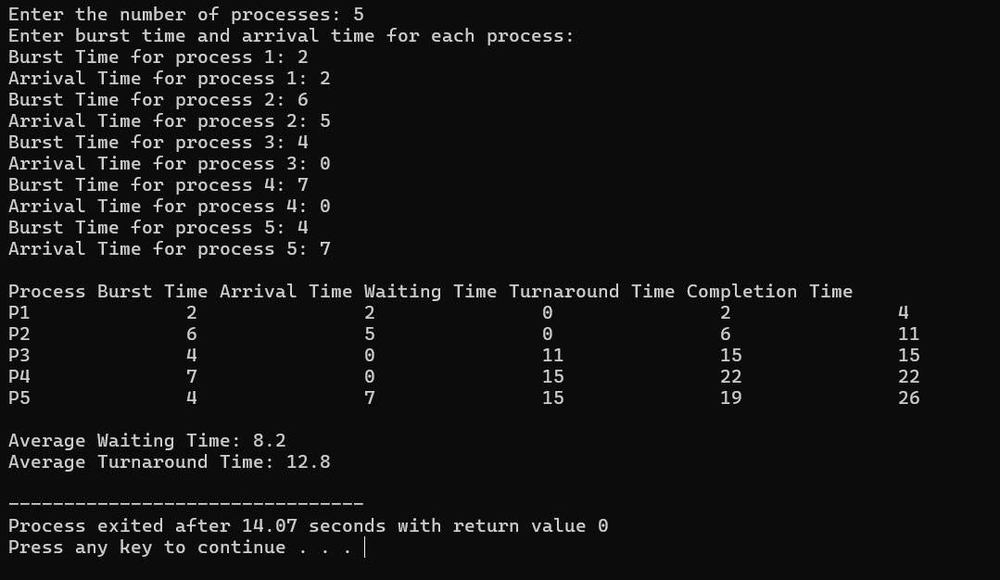 Enter the number of processes: 5
Enter burst time and arrival time for each process:
Burst Time for process 1: 2
Arrival Time for process 1: 2
Burst Time for process 2: 6
Arrival Time for process 2: 5
Burst Time for process 3: 4
Arrival Time for process 3: 0
Burst Time for process 4: 7
Arrival Time for process 4: 0
Burst Time for process 5: 4
Arrival Time for process 5: 7
Process Burst Time Arrival Time Waiting Time Turnaround Time Completion Time
P1 2 2 0 2 4
P2 6 5 0 6 11
P3 4 0 11 15 15
P4 7 0 15 22 22
P5 4 7 15 19 26
Average Waiting Time: 8.2
Average Turnaround Time: 12.8
--------------------------------
Process exited after 14.07 seconds with return value 0
Press any key to continue . . .